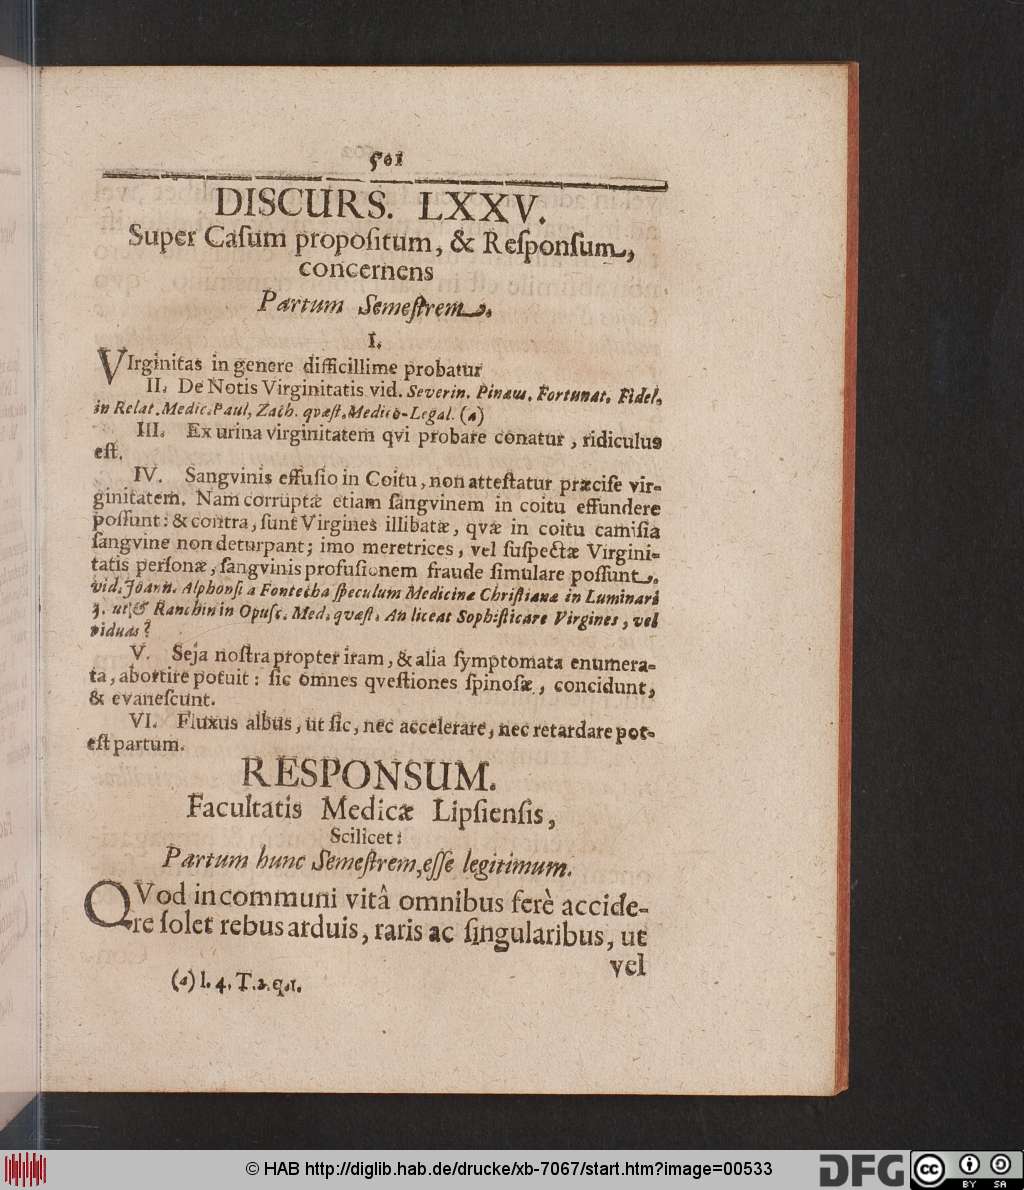 501
DISCURS. LXXV.
Super Caſum propoſitum, & Reſponſum,
concernens
Partum Semeſtrem.
I.
VIrginitas in genere difficillime probatur
II. De Notis Virginitatis vid. Severin. Pinæu. Fortunat. Fidel.
in Relat. Medic. Paul, Zach. qvæſt. Medico-Legal. (a)
III. Ex urina virginitatem qvi probare conatur, ridiculus
eſt.
IV. Sangvinis effuſio in Coitu, non atteſtatur præciſe vir-
ginitatem. Nam corruptæ etiam ſangvinem in coitu effundere
poſſunt: & contra, ſunt Virgines illibatæ, qvæ in coitu camiſia
ſangvine non deturpant; imo meretrices, vel ſuſpectæ Virgini-
tatis perſonæ, ſangvinis profuſionem fraude ſimulare poſſunt.
vid. Joann. Alphonſi a Fontecha ſpeculum Medicinæ Chriſtianæ in Luminari
3. ut & Ranchin in Opuſc. Med. qvæſt. An liceat Sophiſticare Virgines, vel
viduas?
V. Seja noſtra propter iram, & alia ſymptomata enumera-
ta, abortire potuit: ſic omnes qveſtiones ſpinoſæ, concidunt,
& evaneſcunt.
VI. Fluxus albus, ut ſic, nec accelerare, nec retardare pot-
eſt partum.
RESPONSUM.
Facultatis Medicæ Lipſienſis,
Scilicet:
Partum hunc Semeſtrem, eſſe legitimum.
QVod in communi vitâ omnibus ferè accide-
re ſolet rebus arduis, raris ac ſingularibus, ut
vel
(a) l. 4. T. 2. q. 1.
© HAB http://diglib.hab.de/drucke/xb-7067/start.htm?image=00533
DFG
cc
BY SA